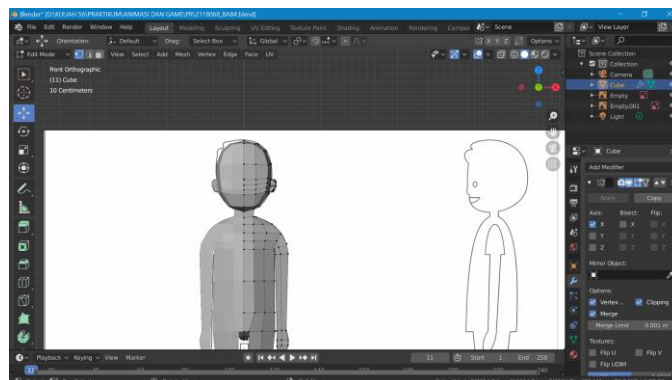 Blender* [D:\KULIAH S6\PRAKTIKUM\ANIMASI DAN GAME\PR\2118068_BAB4.blend]
File Edit Render Window Help Layout Modeling Sculpting UV Editing Texture Paint Shading Animation Rendering Compos Scene View Layer
Orientation: Default Drag: Select Box Global Options
Edit Mode View Select Add Mesh Vertex Edge Face UV
Front Orthographic
(11) Cube
10 Centimeters
Scene Collection
Collection
Camera
Cube
Empty
Empty.001
Light
Cube
Add Modifier
Apply Copy
Axis: Bisect: Flip:
X X X
Y Y Y
Z Z Z
Mirror Object:
Options:
Vertex ... Clipping
Merge
Merge Limit 0.001 m
Textures:
Flip U Flip V
Flip UDIM
Playback Keying View Marker 11 Start 1 End 250
11